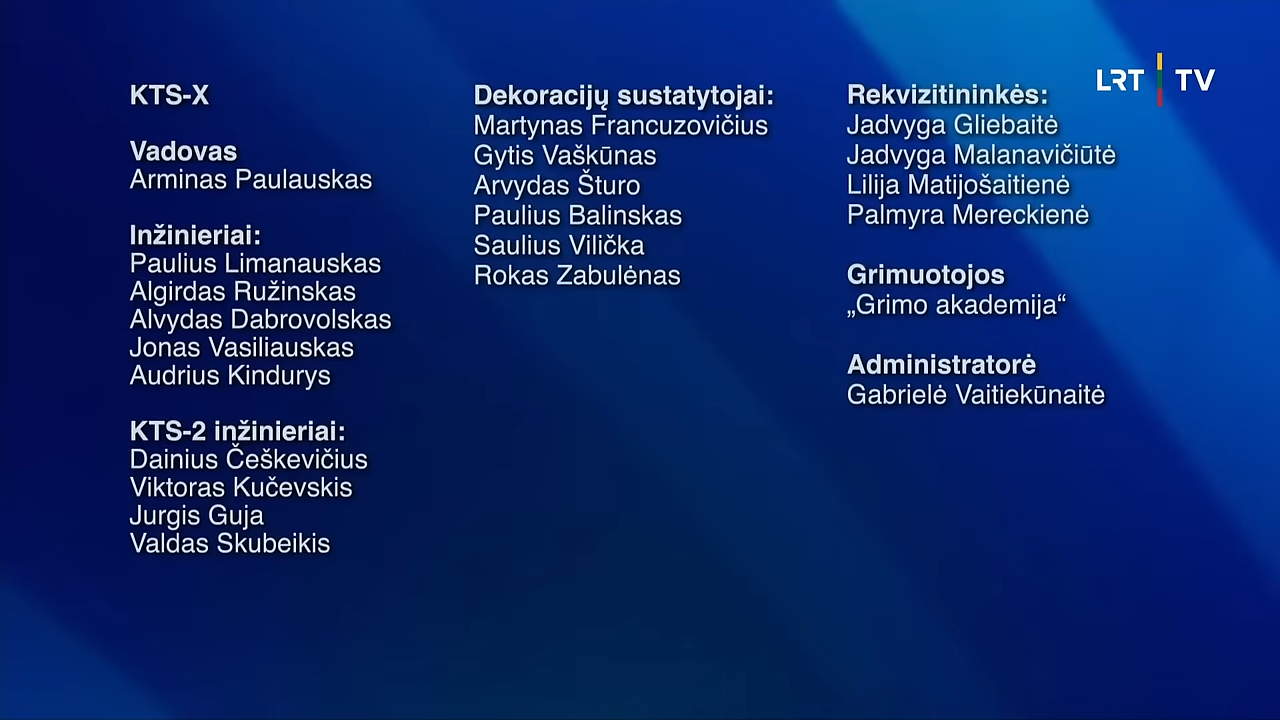 KTS-X
Vadovas
Arminas Paulauskas
Inžinieriai:
Paulius Limanauskas
Algirdas Ružinskas
Alvydas Dabrovolskas
Jonas Vasiliauskas
Audrius Kindurys
KTS-2 inžinieriai:
Dainius Češkevičius
Viktoras Kučevskis
Jurgis Guja
Valdas Skubeikis
Dekoracijų sustatytojai:
Martynas Francuzovičius
Gytis Vaškūnas
Arvydas Šturo
Paulius Balinskas
Saulius Vilička
Rokas Zabulėnas
Rekvizitininkės:
Jadvyga Gliebaitė
Jadvyga Malanavičiūtė
Lilija Matijošaitienė
Palmyra Mereckienė
Grimuotojos
„Grimo akademija“
Administratorė
Gabrielė Vaitiekūnaitė
LRT TV